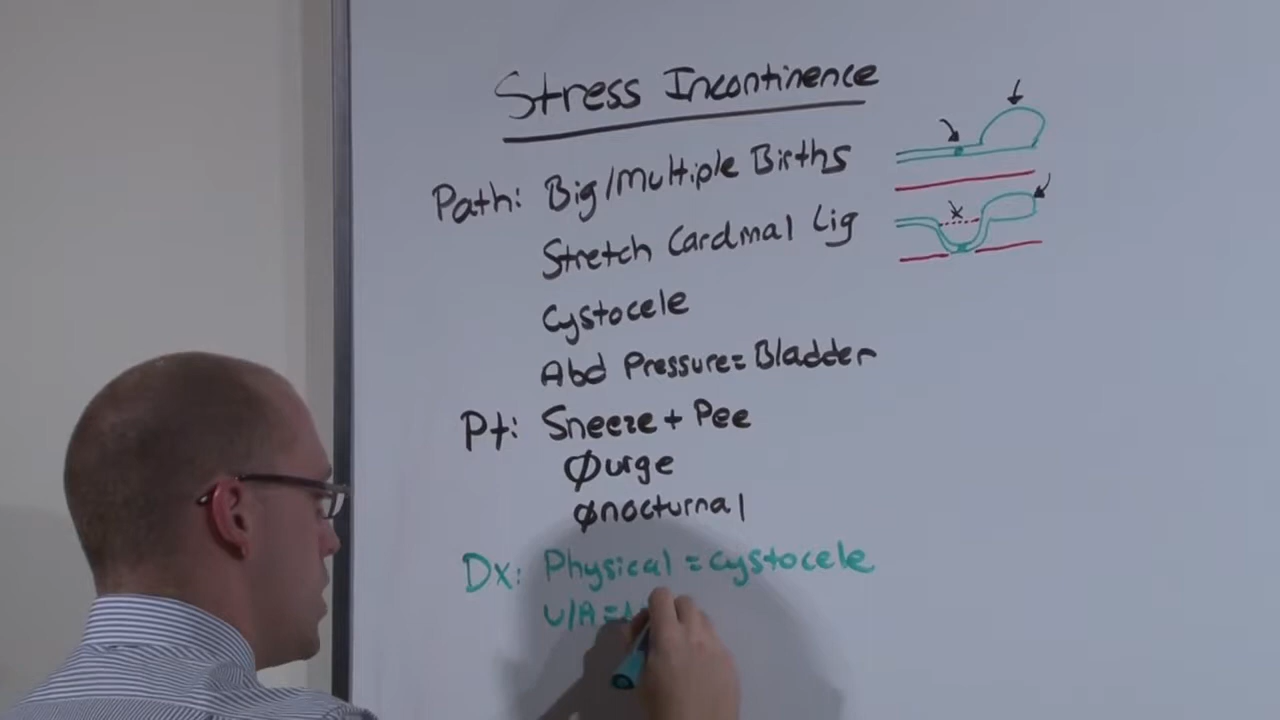 Stress Incontinence
Path: Big/Multiple Births
Stretch Cardinal Lig
Cystocele
Abd Pressure= Bladder
Pt: Sneeze + Pee
∅ urge
∅ nocturnal
Dx: Physical = cystocele
U/A =